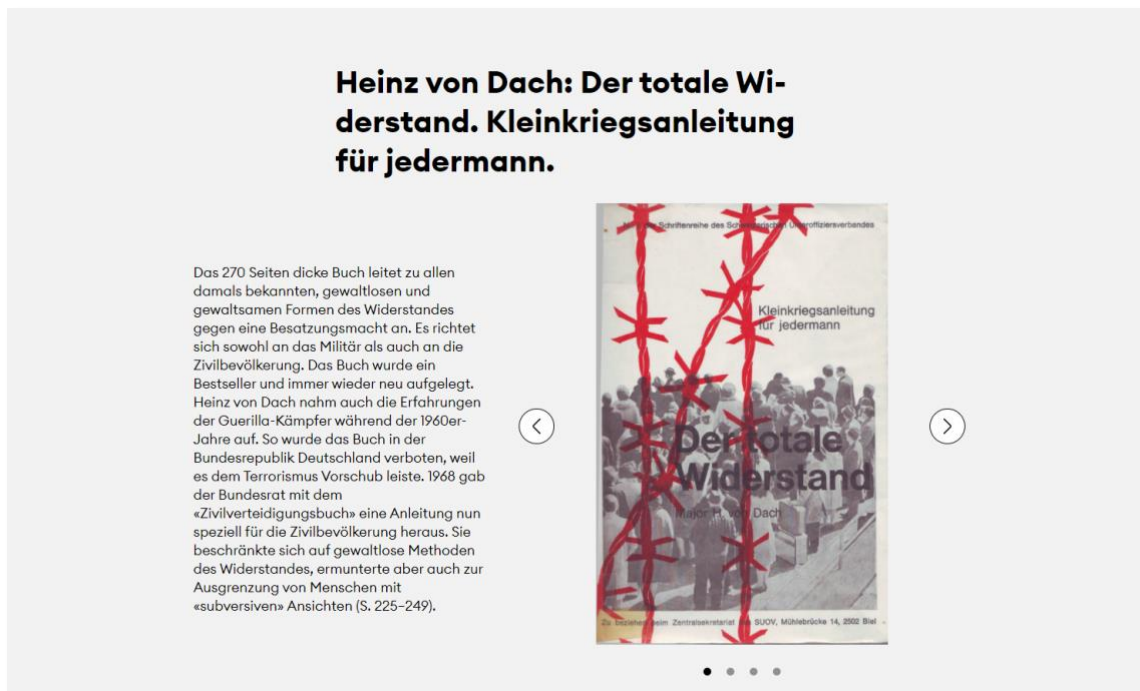 Heinz von Dach: Der totale Wi-
derstand. Kleinkriegsanleitung
für jedermann.
Das 270 Seiten dicke Buch leitet zu allen
damals bekannten, gewaltlosen und
gewaltsamen Formen des Widerstandes
gegen eine Besatzungsmacht an. Es richtet
sich sowohl an das Militär als auch an die
Zivilbevölkerung. Das Buch wurde ein
Bestseller und immer wieder neu aufgelegt.
Heinz von Dach nahm auch die Erfahrungen
der Guerilla-Kämpfer während der 1960er-
Jahre auf. So wurde das Buch in der
Bundesrepublik Deutschland verboten, weil
es dem Terrorismus Vorschub leiste. 1968 gab
der Bundesrat mit dem
«Zivilverteidigungsbuch» eine Anleitung nun
speziell für die Zivilbevölkerung heraus. Sie
beschränkte sich auf gewaltlose Methoden
des Widerstandes, ermunterte aber auch zur
Ausgrenzung von Menschen mit
«subversiven» Ansichten (S. 225–249).
Schriftenreihe des Schweizerischen Unteroffiziersverbandes
Kleinkriegsanleitung
für jedermann
Der totale
Widerstand
Major H. von Dach
Zu beziehen beim Zentralsekretariat des SUOV, Mühlebrücke 14, 2502 Biel